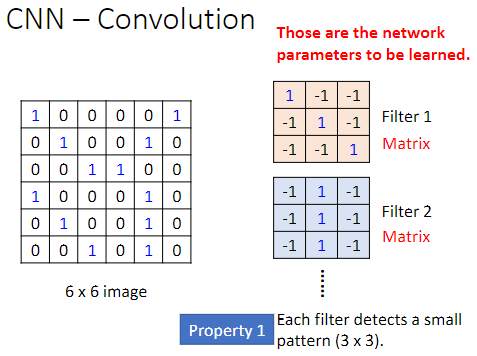 CNN – Convolution
Those are the network
parameters to be learned.
1 0 0 0 0 1
0 1 0 0 1 0
0 0 1 1 0 0
1 0 0 0 1 0
0 1 0 0 1 0
0 0 1 0 1 0
6 x 6 image
1 -1 -1
-1 1 -1
-1 -1 1
Filter 1
Matrix
-1 1 -1
-1 1 -1
-1 1 -1
Filter 2
Matrix
Property 1
Each filter detects a small
pattern (3 x 3).